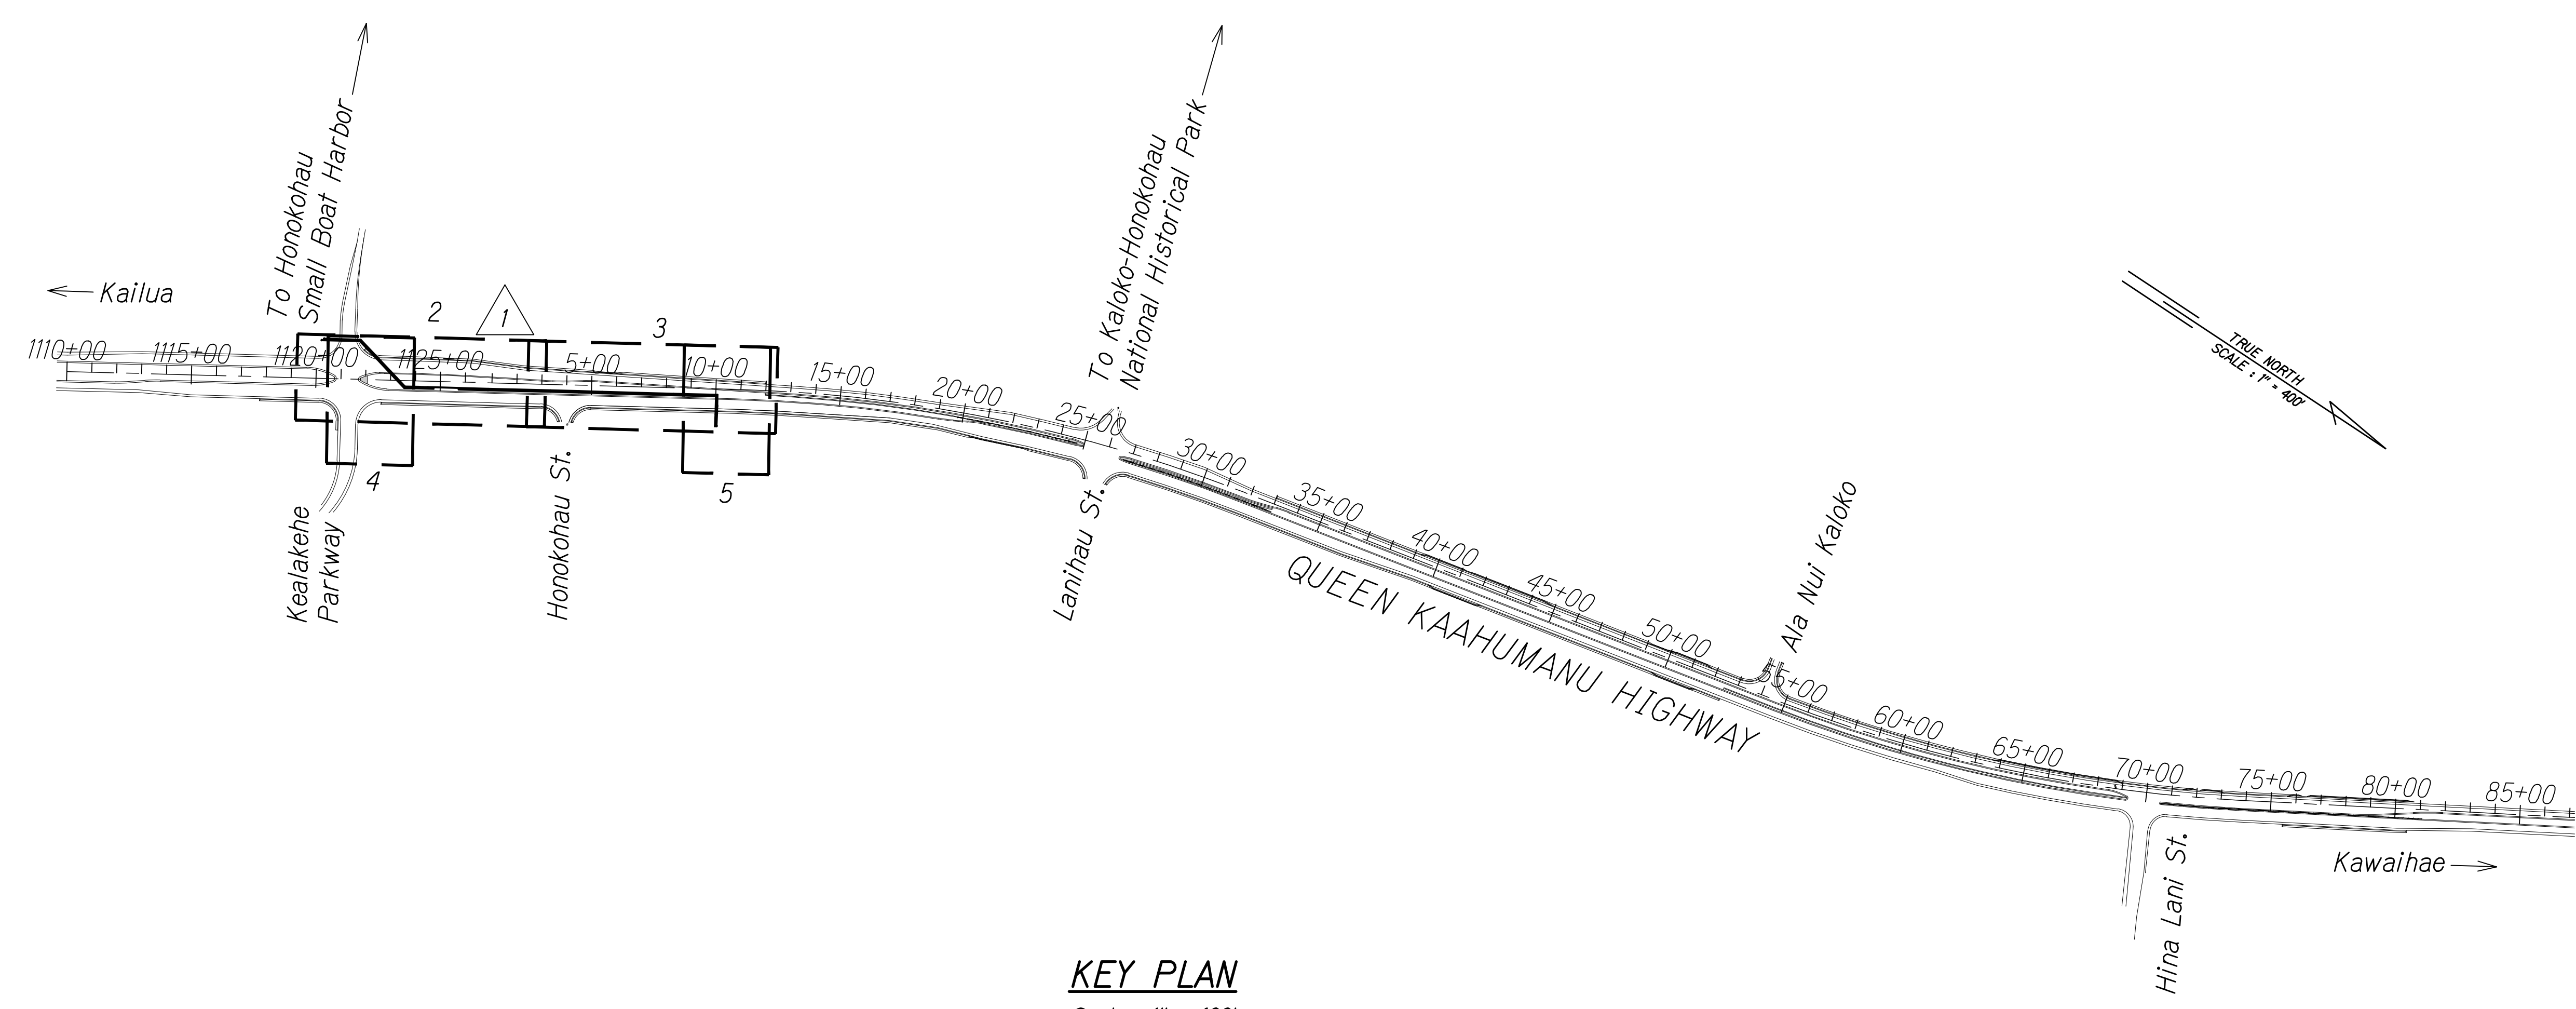 To Honokohau
Small Boat Harbor
To Kaloko-Honokohau
National Historical Park
Kailua
2
1
3
1110+00
1115+00
1120+00
1125+00
5+00
10+00
15+00
20+00
25+00
30+00
35+00
40+00
45+00
50+00
55+00
60+00
65+00
70+00
75+00
80+00
85+00
TRUE NORTH
SCALE : 1" = 400'
4
5
Kealakehe
Parkway
Honokohau St.
Lanihau St.
Ala Nui Kaloko
QUEEN KAAHUMANU HIGHWAY
Kawaihae
Hina Lani St.
KEY PLAN